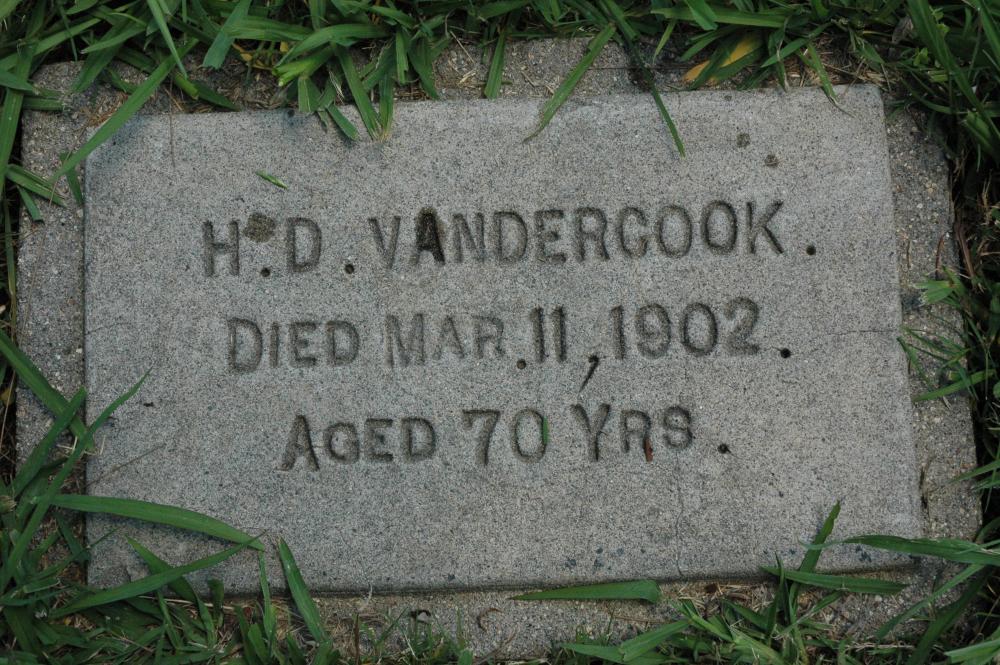 H. D. VANDERCOOK.
DIED MAR. 11, 1902.
AGED 70 YRS.